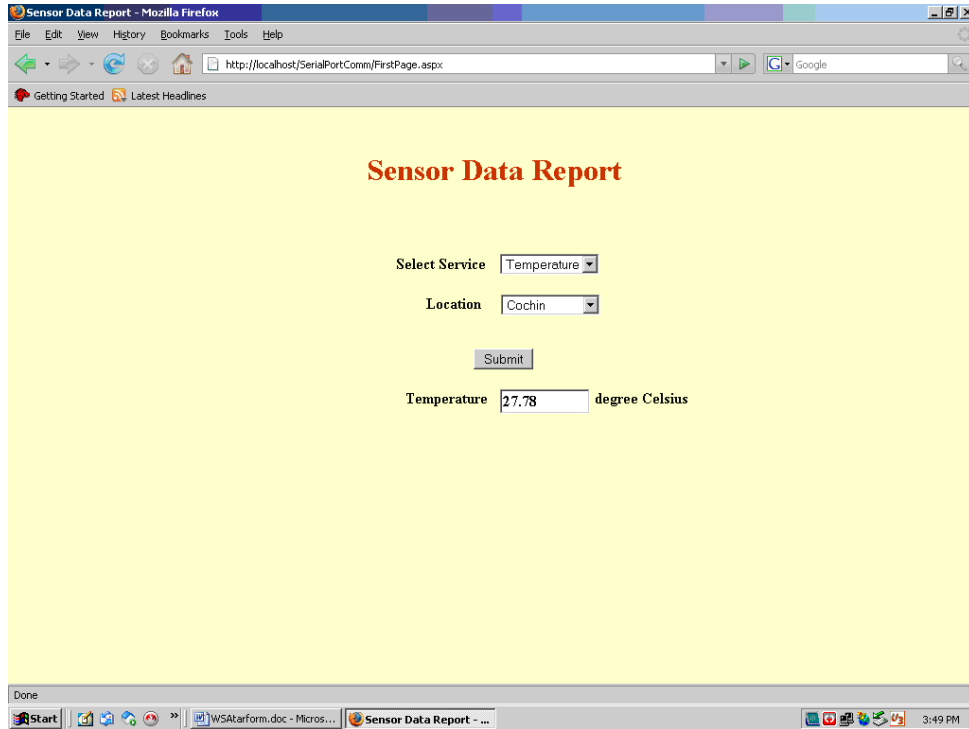 Sensor Data Report - Mozilla Firefox
File Edit View History Bookmarks Tools Help
http://localhost/SerialPortComm/FirstPage.aspx
G Google
Getting Started Latest Headlines
Sensor Data Report
Select Service Temperature
Location Cochin
Submit
Temperature 27.78 degree Celsius
Done
Start » WSAtarform.doc - Micros... Sensor Data Report - ... 3:49 PM